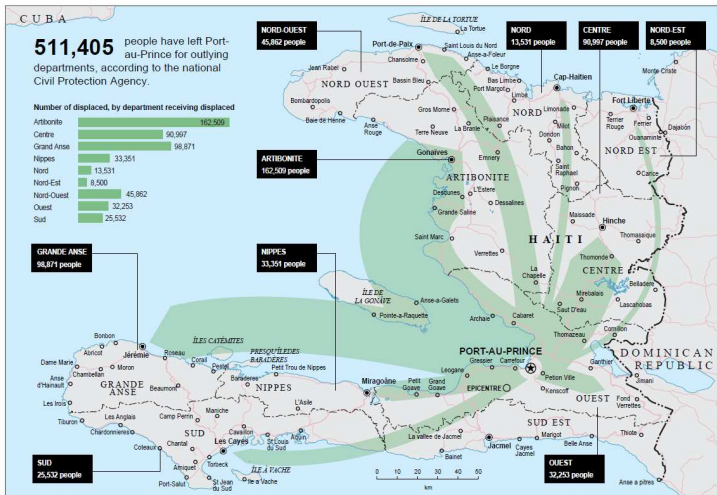 CUBA
511,405 people have left Port-
au-Prince for outlying
departments, according to the national
Civil Protection Agency.
Number of displaced, by department receiving displaced
Artibonite 162,509
Centre 90,997
Grand Anse 98,871
Nippes 33,351
Nord 13,531
Nord-Est 8,500
Nord-Ouest 45,862
Ouest 32,253
Sud 25,532
NORD-OUEST
45,862 people
NORD
13,531 people
CENTRE
90,997 people
NORD-EST
8,500 people
ÎLE DE LA TORTUE
La Tortue
Port-de-Paix
Saint Louis du Nord
Anse-a-Foleur
Chansolme
Le Borgne
Jean Rabel
NORD OUEST
Bassin Bleu
Bas Limbe
Port Margot
Limbe
Cap-Haïtien
Monte Criste
Bombardopolis
Baie de Henne
Anse
Rouge
Gros Morne
Terre Neuve
La Branle
Plaisance
NORD
Limonade
Milot
Dondon
Bahon
Fort Liberte
Terrier
Rouge
Ferrier
Ouanaminte
Dajabón
NORD EST
ARTIBONITE
162,509 people
Gonaïves
Ennery
Saint
Raphael
Pignon
Carice
ARTIBONITE
L'Estere
Desdunes
Dessalines
Grande Saline
Maissade
Hinche
Saint Marc
Verrettes
HAITI
Thomasique
Thomonde
CENTRE
La
Chapelle
Mirebalais
Saut D'eau
Belladere
Lascahobas
GRANDE ANSE
98,871 people
NIPPES
33,351 people
ÎLE DE
LA GONAVE
Anse-a-Galets
Pointe-a-Raquette
Archaie
Cabaret
Thomazeau
Cornillon
ÎLES CAYÉMITES
PRESQU'ÎLE DES
BARADÈRES
Bonbon
Abricot
Jérémie
Roseau
Corail
Pestel
Petit Trou de Nippes
Dame Marie
Chambellan
Moron
Anse
d'Hainault
GRANDE
ANSE
Beaumont
Baraderes
NIPPES
Miragoâne
Petit
Goave
Grand
Goave
Leogane
Gressier
Carrefour
PORT-AU-PRINCE
EPICENTRE
Petion Ville
Kenscoff
Ganthier
DOMINICAN
REPUBLIC
Jimani
Fond
Verrettes
OUEST
Les Irois
Tiburon
Les Anglais
Chardonnieres
Camp Perrin
Maniche
L'Asile
SUD
Cavaillon
Aquin
St Louis
du Sud
Les Cayes
Coteaux
Chantal
Torbeck
Arniquet
Port-Salut
St Jean
du Sud
ÎLE A VACHE
Ile a Vache
La vallee de Jacmel
Bainet
Jacmel
Cayes
Jacmel
SUD EST
Marigot
Belle Anse
Thiote
Anse a pitres
SUD
25,532 people
OUEST
32,253 people
0 10 20 30 40 50
km